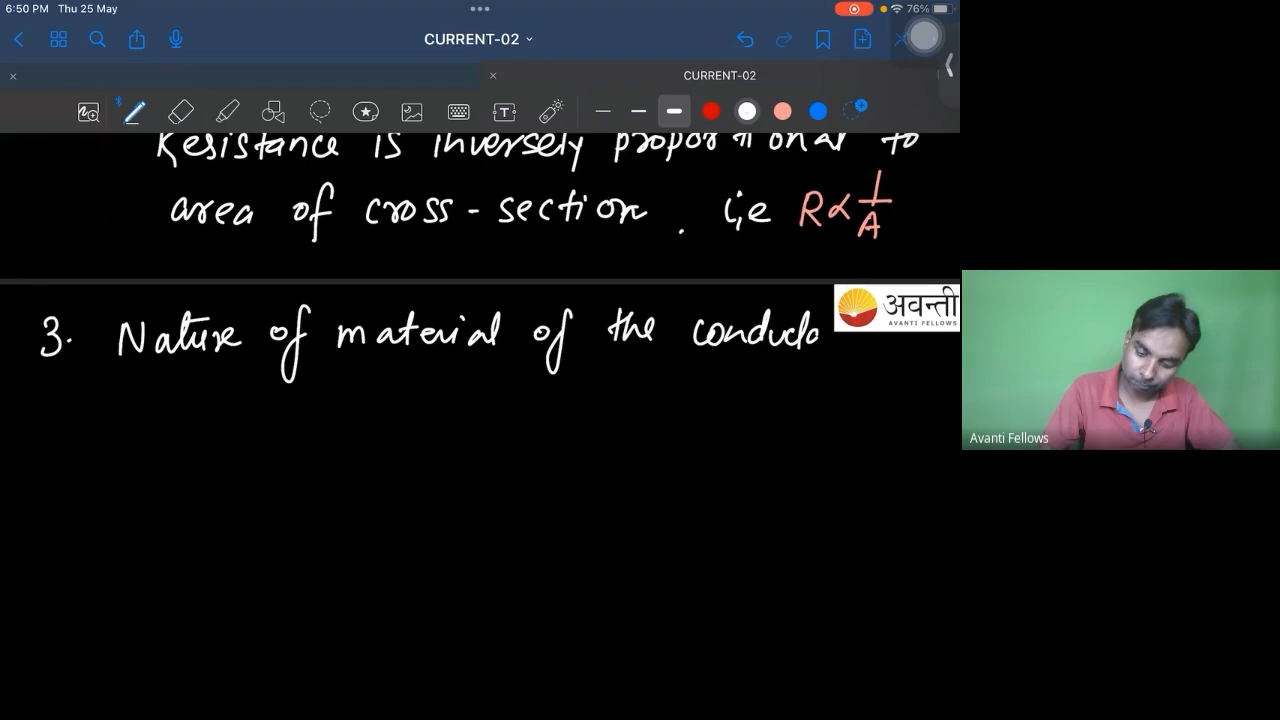 6:50 PM Thu 25 May
76%
CURRENT-02
CURRENT-02
Resistance is inversely proportional to
area of cross-section. i,e R∝1/A
3. Nature of material of the conducto
अवन्ती
AVANTI FELLOWS
Avanti Fellows